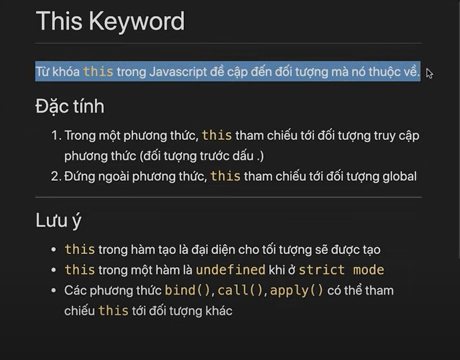 This Keyword
Từ khóa this trong Javascript đề cập đến đối tượng mà nó thuộc về.
Đặc tính
1. Trong một phương thức, this tham chiếu tới đối tượng truy cập
phương thức (đối tượng trước dấu .)
2. Đứng ngoài phương thức, this tham chiếu tới đối tượng global
Lưu ý
• this trong hàm tạo là đại diện cho tối tượng sẽ được tạo
• this trong một hàm là undefined khi ở strict mode
• Các phương thức bind(), call(), apply() có thể tham
chiếu this tới đối tượng khác